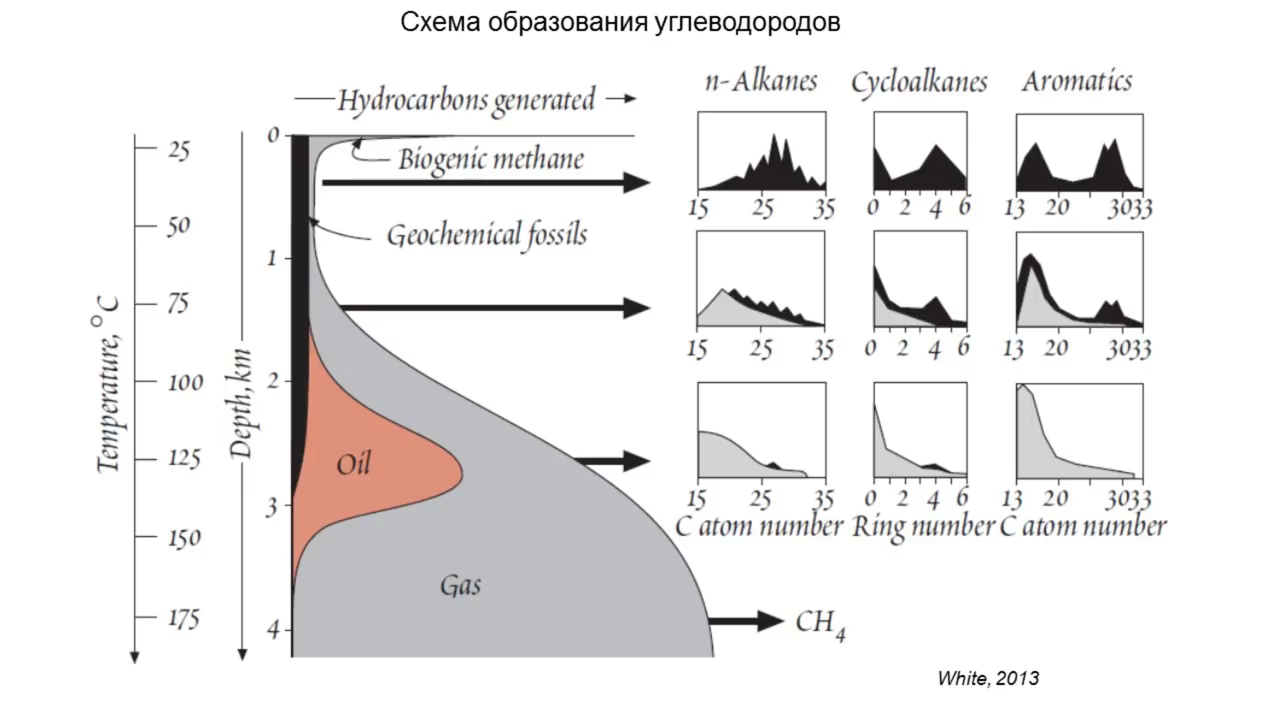 Схема образования углеводородов
n-Alkanes Cycloalkanes Aromatics
Hydrocarbons generated
Biogenic methane
Geochemical fossils
Temperature, °C
25
50
75
100
125
150
175
Depth, km
0
1
2
3
4
Oil
Gas
CH4
15 25 35
0 2 4 6
13 20 30 33
15 25 35
0 2 4 6
13 20 30 33
15 25 35
0 2 4 6
13 20 30 33
C atom number Ring number C atom number
White, 2013